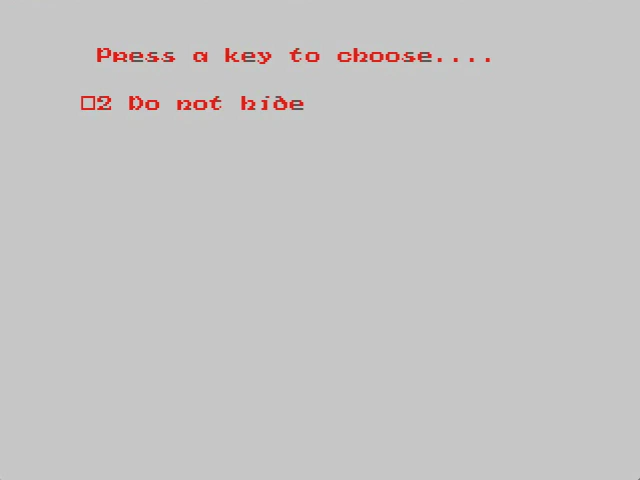 Press a key to choose....
□2 Do not hide